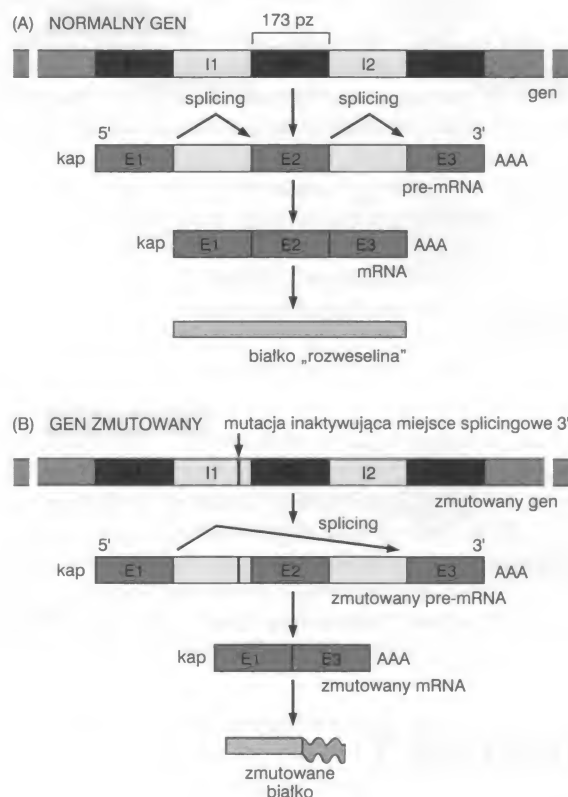 (A) NORMALNY GEN
173 pz
I1 I2
gen
splicing splicing
5' 3'
kap E1 E2 E3 AAA
pre-mRNA
kap E1 E2 E3 AAA
mRNA
białko „rozweselina”
(B) GEN ZMUTOWANY mutacja inaktywująca miejsce splicingowe 3'
I1 I2
zmutowany gen
splicing
5' 3'
kap E1 E2 E3 AAA
zmutowany pre-mRNA
kap E1 E3 AAA
zmutowany mRNA
zmutowane
białko